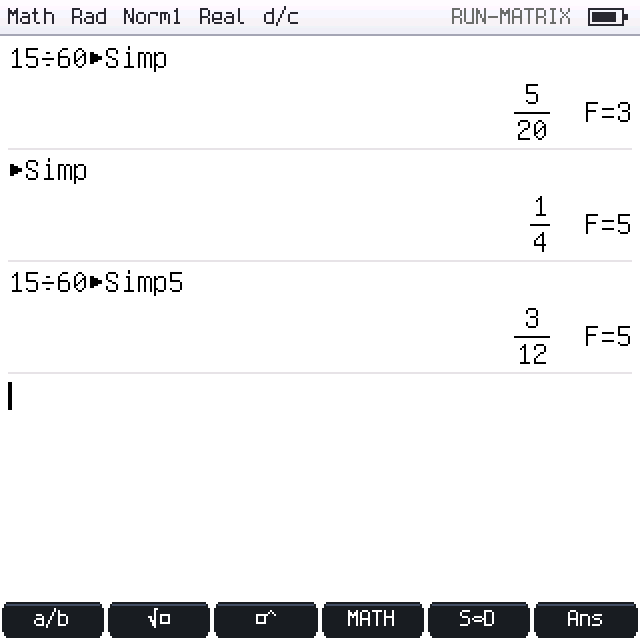 Math Rad Norm1 Real d/c RUN-MATRIX
15÷60►Simp
5/20 F=3
►Simp
1/4 F=5
15÷60►Simp5
3/12 F=5
a/b √□ □^ MATH S=D Ans